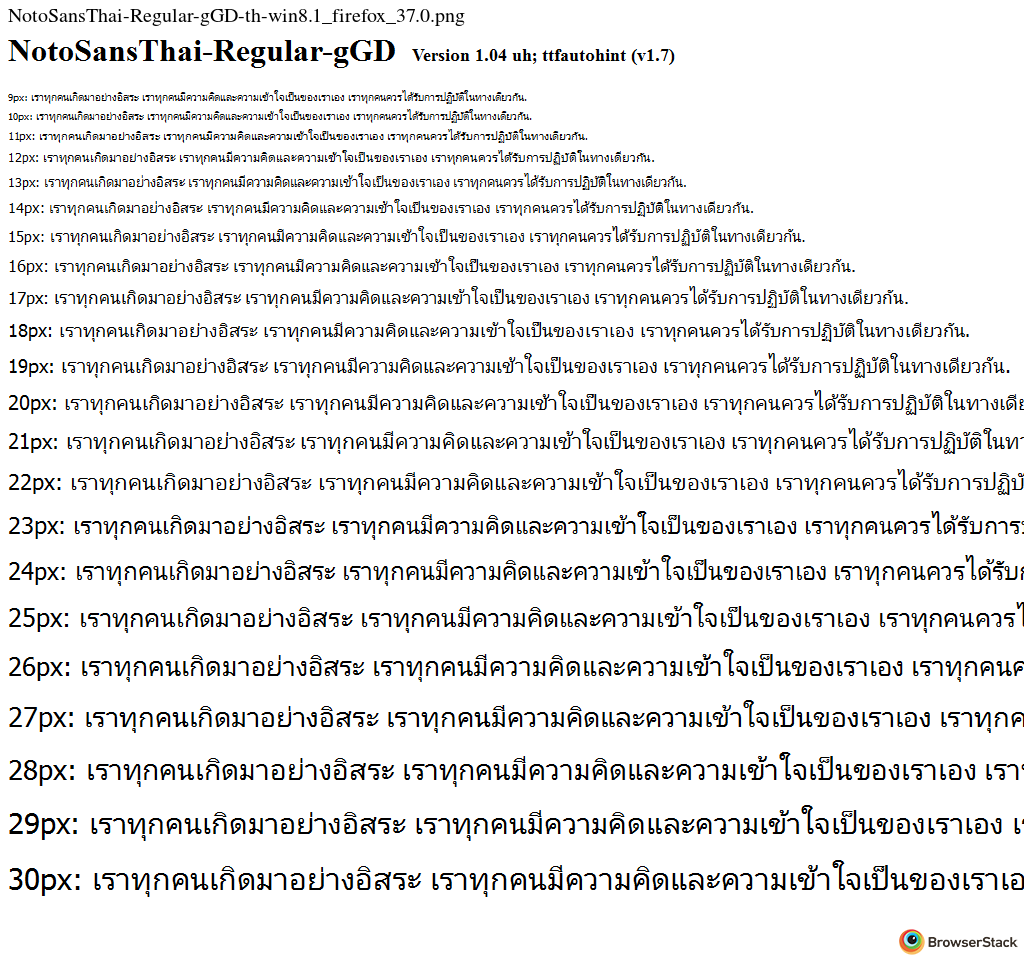 NotoSansThai-Regular-gGD-th-win8.1_firefox_37.0.png
NotoSansThai-Regular-gGD Version 1.04 uh; ttfautohint (v1.7)
9px: เราทุกคนเกิดมาอย่างอิสระ เราทุกคนมีความคิดและความเข้าใจเป็นของเราเอง เราทุกคนควรได้รับการปฏิบัติในทางเดียวกัน.
10px: เราทุกคนเกิดมาอย่างอิสระ เราทุกคนมีความคิดและความเข้าใจเป็นของเราเอง เราทุกคนควรได้รับการปฏิบัติในทางเดียวกัน.
11px: เราทุกคนเกิดมาอย่างอิสระ เราทุกคนมีความคิดและความเข้าใจเป็นของเราเอง เราทุกคนควรได้รับการปฏิบัติในทางเดียวกัน.
12px: เราทุกคนเกิดมาอย่างอิสระ เราทุกคนมีความคิดและความเข้าใจเป็นของเราเอง เราทุกคนควรได้รับการปฏิบัติในทางเดียวกัน.
13px: เราทุกคนเกิดมาอย่างอิสระ เราทุกคนมีความคิดและความเข้าใจเป็นของเราเอง เราทุกคนควรได้รับการปฏิบัติในทางเดียวกัน.
14px: เราทุกคนเกิดมาอย่างอิสระ เราทุกคนมีความคิดและความเข้าใจเป็นของเราเอง เราทุกคนควรได้รับการปฏิบัติในทางเดียวกัน.
15px: เราทุกคนเกิดมาอย่างอิสระ เราทุกคนมีความคิดและความเข้าใจเป็นของเราเอง เราทุกคนควรได้รับการปฏิบัติในทางเดียวกัน.
16px: เราทุกคนเกิดมาอย่างอิสระ เราทุกคนมีความคิดและความเข้าใจเป็นของเราเอง เราทุกคนควรได้รับการปฏิบัติในทางเดียวกัน.
17px: เราทุกคนเกิดมาอย่างอิสระ เราทุกคนมีความคิดและความเข้าใจเป็นของเราเอง เราทุกคนควรได้รับการปฏิบัติในทางเดียวกัน.
18px: เราทุกคนเกิดมาอย่างอิสระ เราทุกคนมีความคิดและความเข้าใจเป็นของเราเอง เราทุกคนควรได้รับการปฏิบัติในทางเดียวกัน.
19px: เราทุกคนเกิดมาอย่างอิสระ เราทุกคนมีความคิดและความเข้าใจเป็นของเราเอง เราทุกคนควรได้รับการปฏิบัติในทางเดียวกัน.
20px: เราทุกคนเกิดมาอย่างอิสระ เราทุกคนมีความคิดและความเข้าใจเป็นของเราเอง เราทุกคนควรได้รับการปฏิบัติในทางเดีย
21px: เราทุกคนเกิดมาอย่างอิสระ เราทุกคนมีความคิดและความเข้าใจเป็นของเราเอง เราทุกคนควรได้รับการปฏิบัติในทา
22px: เราทุกคนเกิดมาอย่างอิสระ เราทุกคนมีความคิดและความเข้าใจเป็นของเราเอง เราทุกคนควรได้รับการปฏิบั
23px: เราทุกคนเกิดมาอย่างอิสระ เราทุกคนมีความคิดและความเข้าใจเป็นของเราเอง เราทุกคนควรได้รับการ
24px: เราทุกคนเกิดมาอย่างอิสระ เราทุกคนมีความคิดและความเข้าใจเป็นของเราเอง เราทุกคนควรได้รับก
25px: เราทุกคนเกิดมาอย่างอิสระ เราทุกคนมีความคิดและความเข้าใจเป็นของเราเอง เราทุกคนควรไ
26px: เราทุกคนเกิดมาอย่างอิสระ เราทุกคนมีความคิดและความเข้าใจเป็นของเราเอง เราทุกคนค
27px: เราทุกคนเกิดมาอย่างอิสระ เราทุกคนมีความคิดและความเข้าใจเป็นของเราเอง เราทุกค
28px: เราทุกคนเกิดมาอย่างอิสระ เราทุกคนมีความคิดและความเข้าใจเป็นของเราเอง เรา
29px: เราทุกคนเกิดมาอย่างอิสระ เราทุกคนมีความคิดและความเข้าใจเป็นของเราเอง เ
30px: เราทุกคนเกิดมาอย่างอิสระ เราทุกคนมีความคิดและความเข้าใจเป็นของเราเอ
BrowserStack